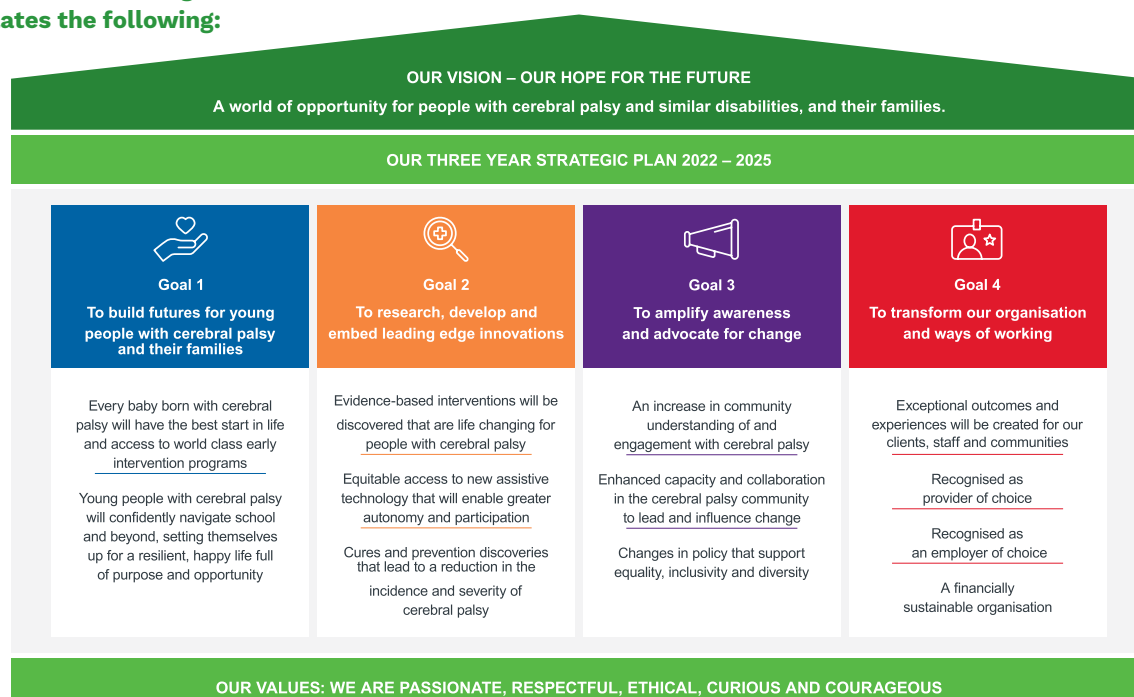 ates the following:
OUR VISION – OUR HOPE FOR THE FUTURE
A world of opportunity for people with cerebral palsy and similar disabilities, and their families.
OUR THREE YEAR STRATEGIC PLAN 2022 – 2025
Goal 1
To build futures for young
people with cerebral palsy
and their families
Every baby born with cerebral
palsy will have the best start in life
and access to world class early
intervention programs
Young people with cerebral palsy
will confidently navigate school
and beyond, setting themselves
up for a resilient, happy life full
of purpose and opportunity
Goal 2
To research, develop and
embed leading edge innovations
Evidence-based interventions will be
discovered that are life changing for
people with cerebral palsy
Equitable access to new assistive
technology that will enable greater
autonomy and participation
Cures and prevention discoveries
that lead to a reduction in the
incidence and severity of
cerebral palsy
Goal 3
To amplify awareness
and advocate for change
An increase in community
understanding of and
engagement with cerebral palsy
Enhanced capacity and collaboration
in the cerebral palsy community
to lead and influence change
Changes in policy that support
equality, inclusivity and diversity
Goal 4
To transform our organisation
and ways of working
Exceptional outcomes and
experiences will be created for our
clients, staff and communities
Recognised as
provider of choice
Recognised as
an employer of choice
A financially
sustainable organisation
OUR VALUES: WE ARE PASSIONATE, RESPECTFUL, ETHICAL, CURIOUS AND COURAGEOUS